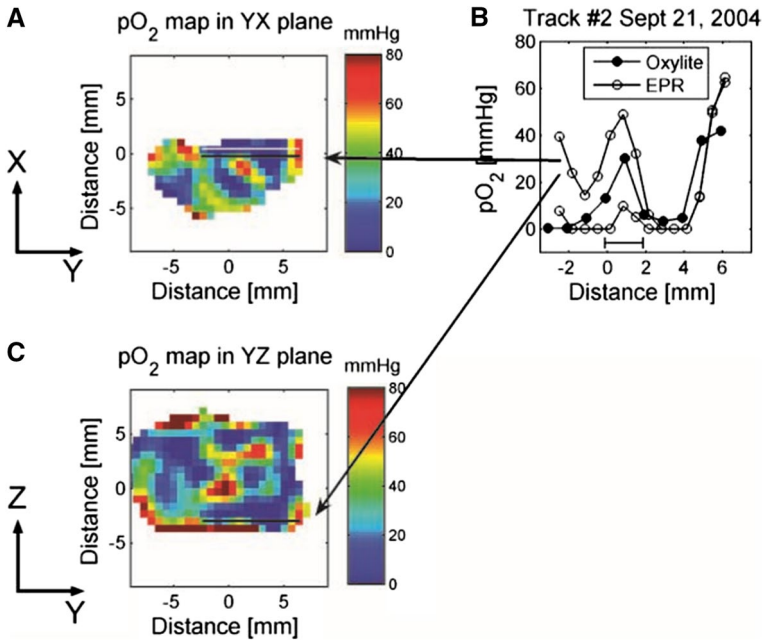 A
pO2 map in YX plane
mmHg
80
60
40
20
0
5
0
-5
Distance [mm]
-5 0 5
Distance [mm]
X
Y
B
Track #2 Sept 21, 2004
Oxylite
EPR
80
60
40
20
0
pO2 [mmHg]
-2 0 2 4 6
Distance [mm]
C
pO2 map in YZ plane
mmHg
80
60
40
20
0
5
0
-5
Distance [mm]
-5 0 5
Distance [mm]
Z
Y